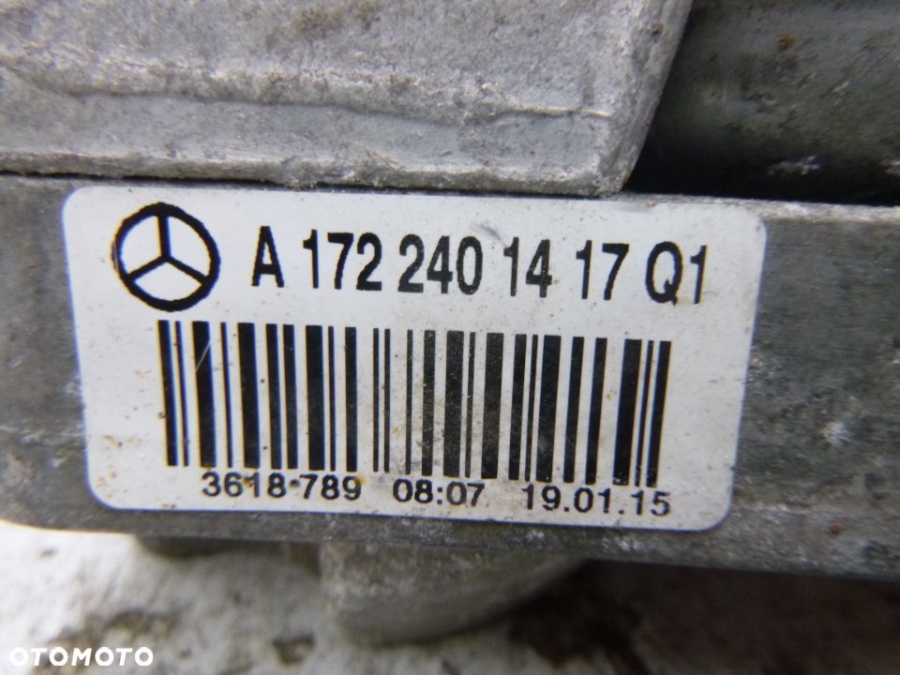 A 172 240 14 17 Q1
3618-789 08:07 19.01.15
OTOMOTO